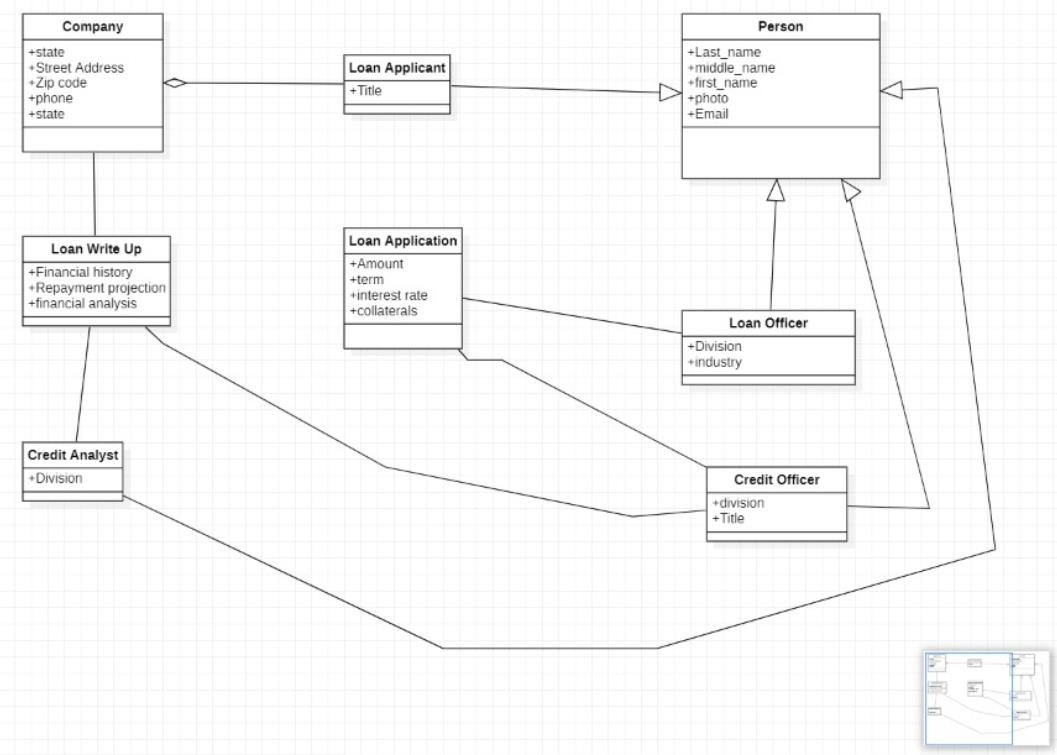 Company
+state
+Street Address
+Zip code
+phone
+state
Loan Applicant
+Title
Person
+Last_name
+middle_name
+first_name
+photo
+Email
Loan Write Up
+Financial history
+Repayment projection
+financial analysis
Loan Application
+Amount
+term
+interest rate
+collaterals
Loan Officer
+Division
+industry
Credit Analyst
+Division
Credit Officer
+division
+Title